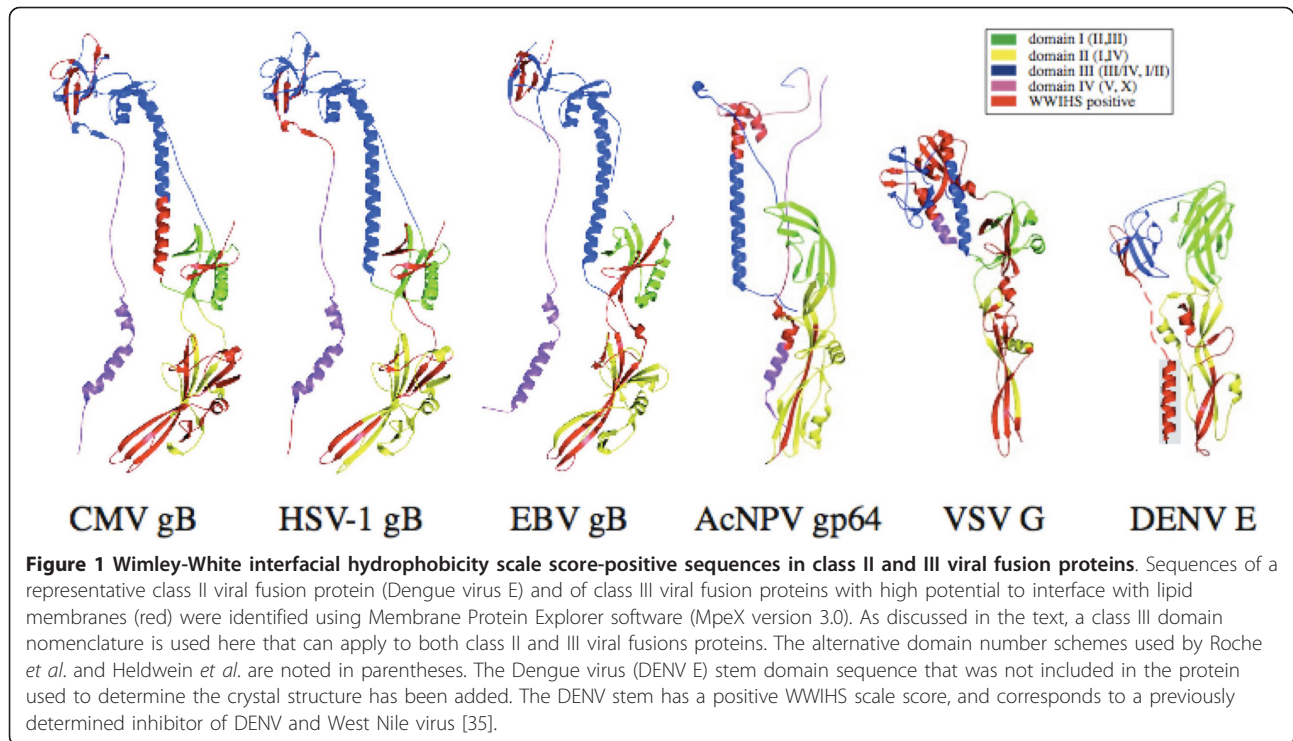 domain I (II,III)
domain II (I,IV)
domain III (III/IV, I/II)
domain IV (V, X)
WWIHS positive
CMV gB
HSV-1 gB
EBV gB
AcNPV gp64
VSV G
DENV E
Figure 1 Wimley-White interfacial hydrophobicity scale score-positive sequences in class II and III viral fusion proteins. Sequences of a
representative class II viral fusion protein (Dengue virus E) and of class III viral fusion proteins with high potential to interface with lipid
membranes (red) were identified using Membrane Protein Explorer software (MpeX version 3.0). As discussed in the text, a class III domain
nomenclature is used here that can apply to both class II and III viral fusions proteins. The alternative domain number schemes used by Roche
et al. and Heldwein et al. are noted in parentheses. The Dengue virus (DENV E) stem domain sequence that was not included in the protein
used to determine the crystal structure has been added. The DENV stem has a positive WWIHS scale score, and corresponds to a previously
determined inhibitor of DENV and West Nile virus [35].